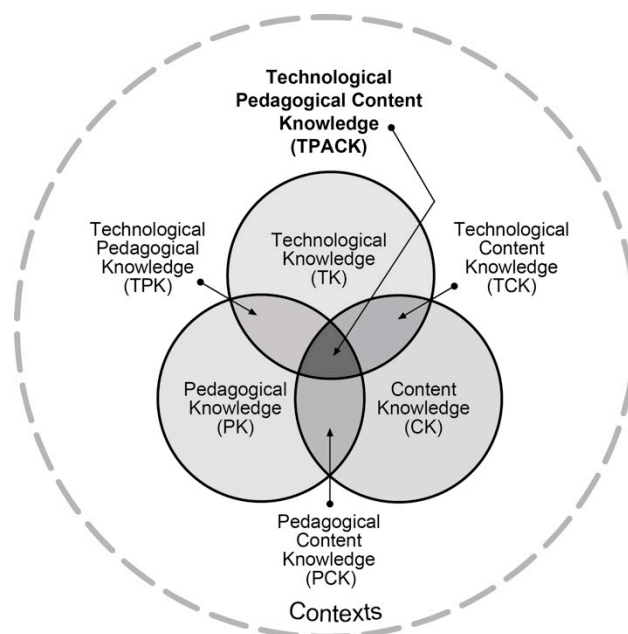 Technological
Pedagogical Content
Knowledge
(TPACK)
Technological
Pedagogical
Knowledge
(TPK)
Technological
Knowledge
(TK)
Technological
Content
Knowledge
(TCK)
Pedagogical
Knowledge
(PK)
Content
Knowledge
(CK)
Pedagogical
Content
Knowledge
(PCK)
Contexts